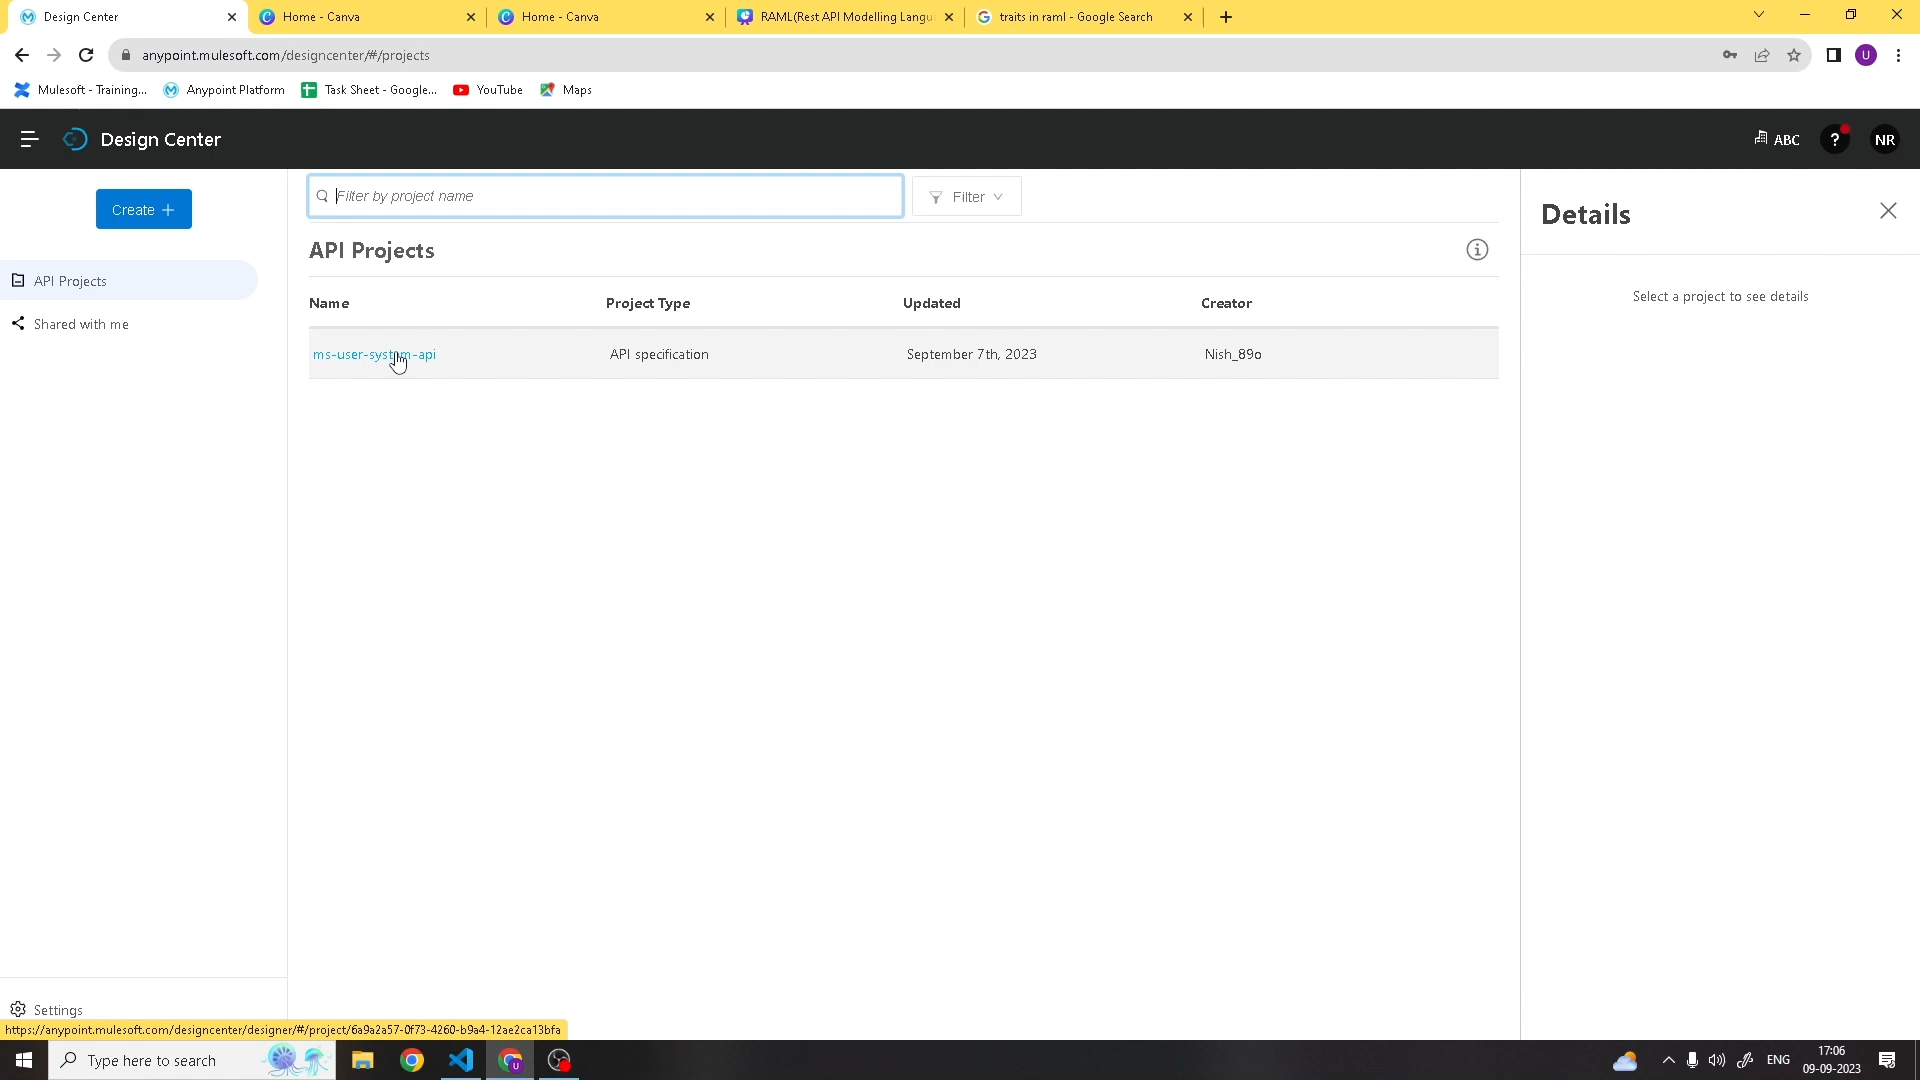 Design Center
Home - Canva
Home - Canva
RAML(Rest API Modelling Langu
traits in raml - Google Search
anypoint.mulesoft.com/designcenter/#/projects
U
Mulesoft - Training...
Anypoint Platform
Task Sheet - Google...
YouTube
Maps
Design Center
ABC
?
NR
Create +
Filter by project name
Filter
Details
API Projects
API Projects
Shared with me
Select a project to see details
Name Project Type Updated Creator
ms-user-system-api API specification September 7th, 2023 Nish_89o
Settings
https://anypoint.mulesoft.com/designcenter/designer/#/project/6a9a2a57-0f73-4260-b9a4-12ae2ca13bfa
Type here to search
ENG
17:06
09-09-2023